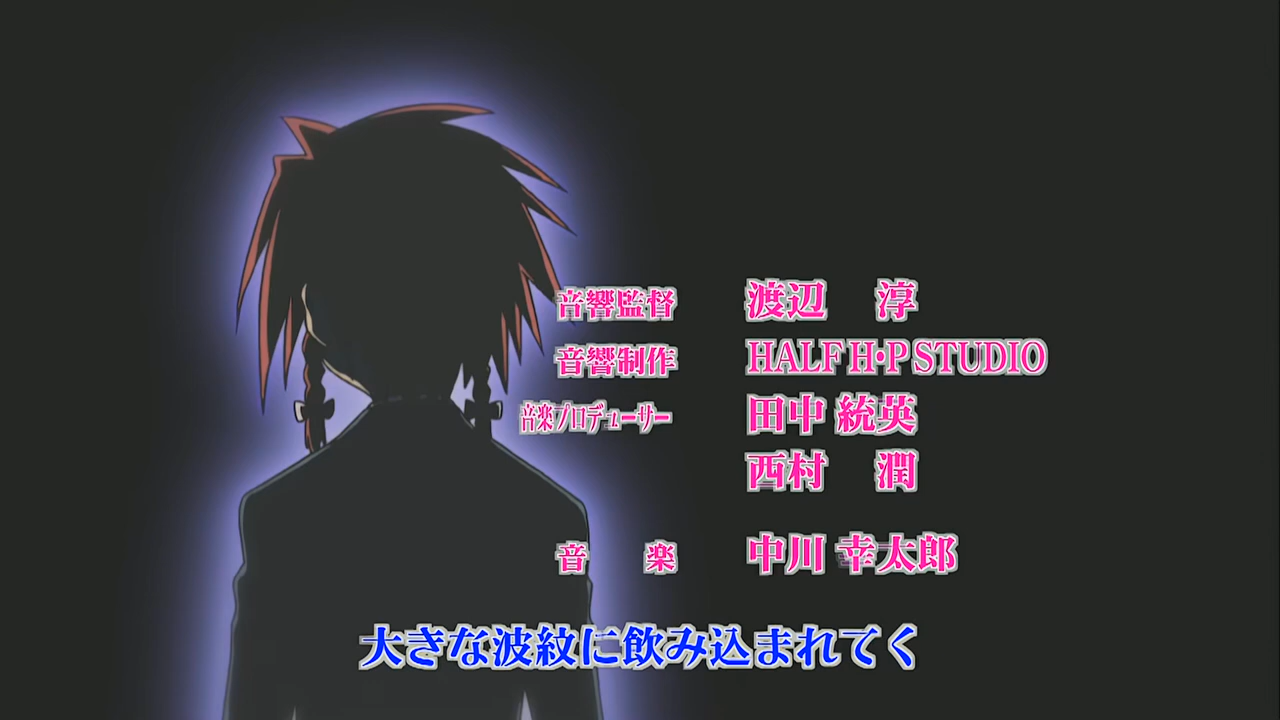 音響監督 渡辺 淳
音響制作 HALF H・P STUDIO
音楽プロデューサー 田中 統英
西村 潤
音楽 中川 幸太郎
大きな波紋に飲み込まれてく